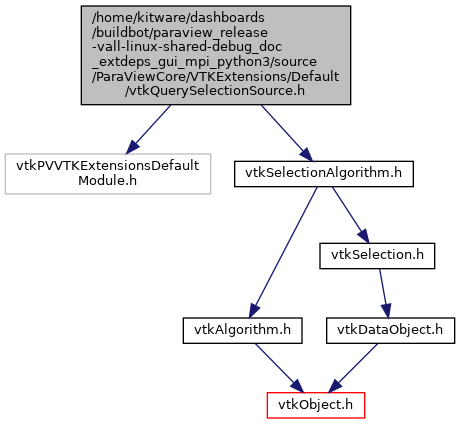 /home/kitware/dashboards
/buildbot/paraview_release
-vall-linux-shared-debug_doc
_extdeps_gui_mpi_python3/source
/ParaViewCore/VTKExtensions/Default
/vtkQuerySelectionSource.h
vtkPVVTKExtensionsDefault
Module.h
vtkSelectionAlgorithm.h
vtkSelection.h
vtkAlgorithm.h
vtkDataObject.h
vtkObject.h